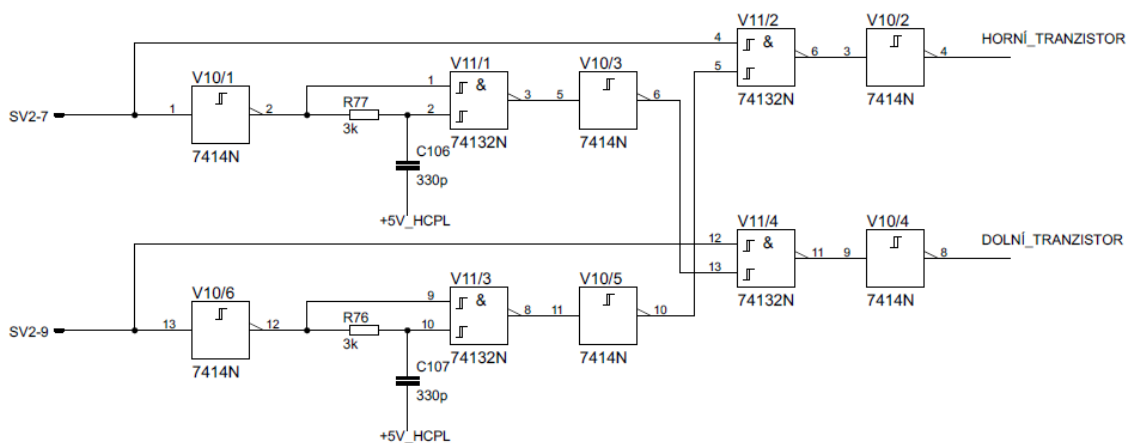 V11/2
V10/2
4
&
6
3
4
HORNÍ_TRANZISTOR
5
74132N
7414N
V10/1
V11/1
V10/3
1
&
SV2-7
1
2
R77
3k
2
3
5
6
7414N
74132N
7414N
C106
330p
+5V_HCPL
V11/4
V10/4
12
&
11
9
8
DOLNÍ_TRANZISTOR
13
74132N
7414N
V10/6
V11/3
V10/5
9
&
SV2-9
13
12
R76
3k
10
8
11
10
7414N
74132N
7414N
C107
330p
+5V_HCPL